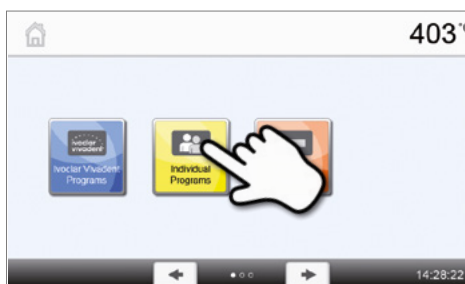 403°
ivoclar
vivadent
Ivoclar Vivadent
Programs
Individual
Programs
14:28:22